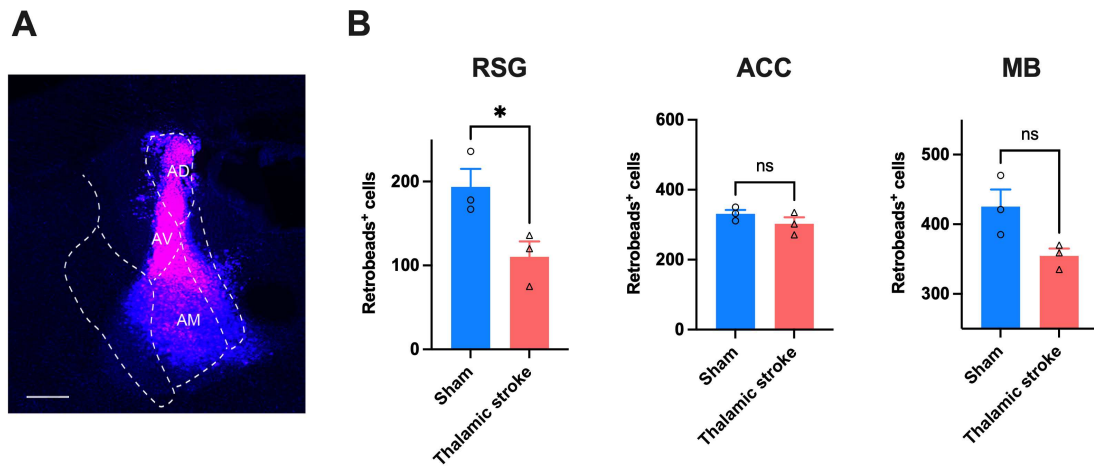 A
B
AD
AV
AM
RSG
*
Retrobeads+ cells
200
100
0
Sham
Thalamic stroke
ACC
ns
Retrobeads+ cells
600
400
200
0
Sham
Thalamic stroke
MB
ns
Retrobeads+ cells
500
400
300
Sham
Thalamic stroke